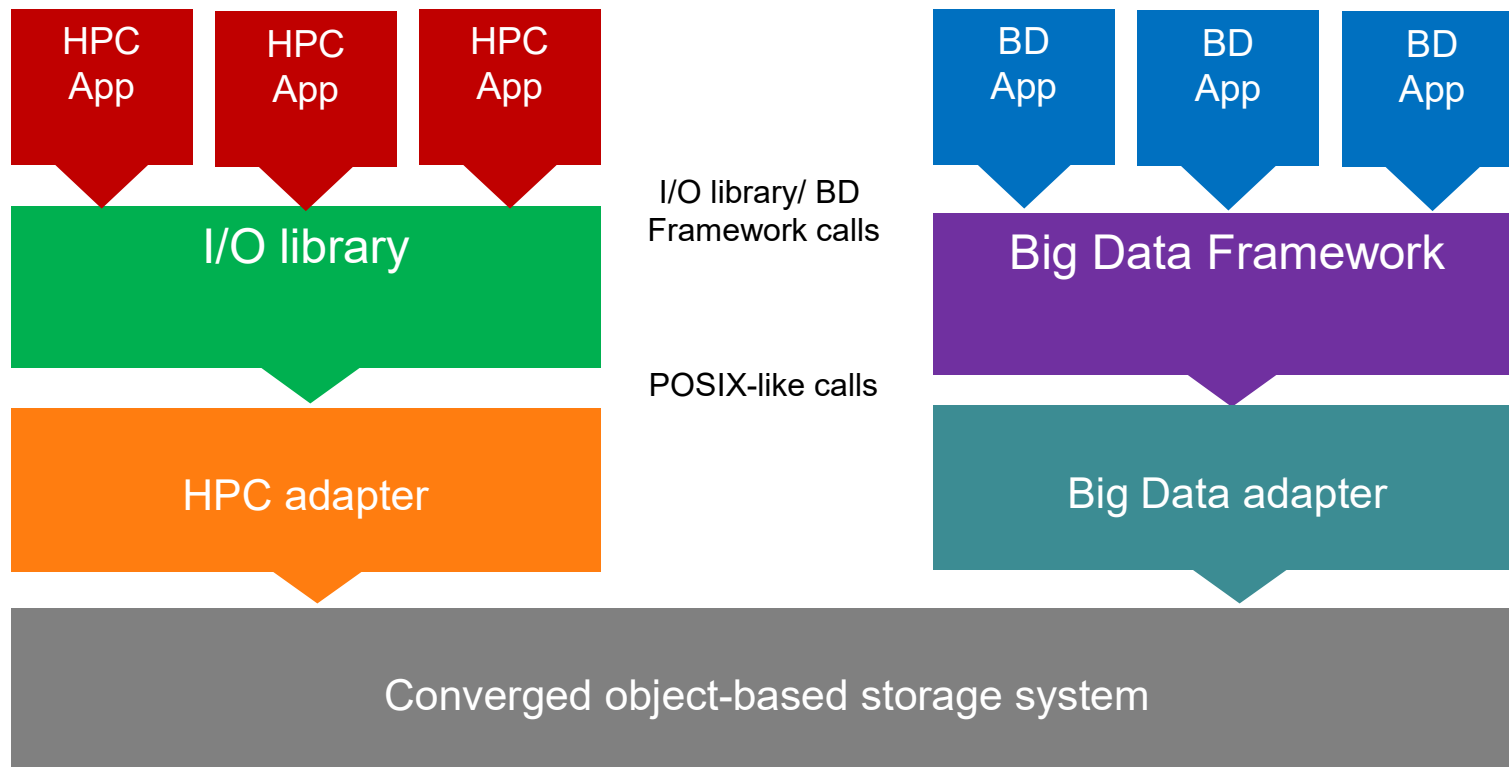 HPC
App
HPC
App
HPC
App
BD
App
BD
App
BD
App
I/O library/ BD
Framework calls
I/O library
Big Data Framework
POSIX-like calls
HPC adapter
Big Data adapter
Converged object-based storage system